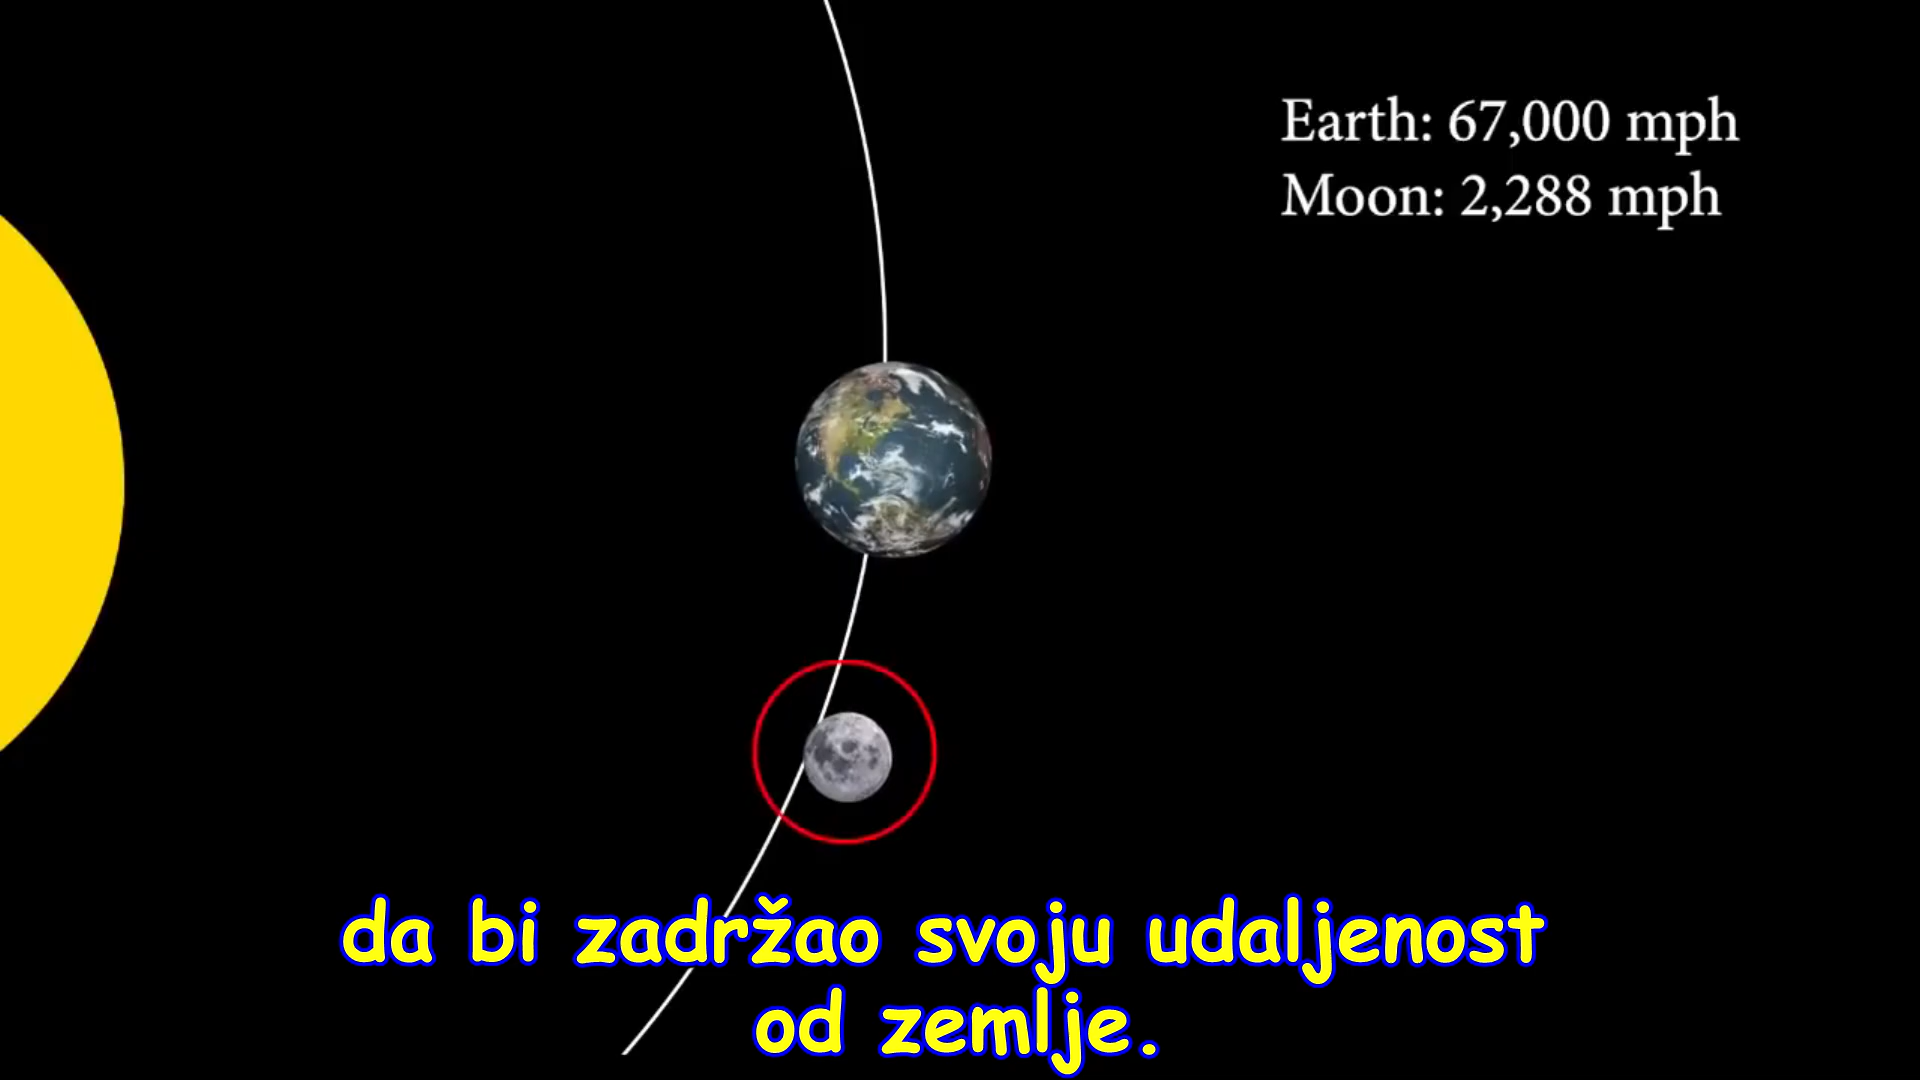 Earth: 67,000 mph
Moon: 2,288 mph
da bi zadržao svoju udaljenost
od zemlje.